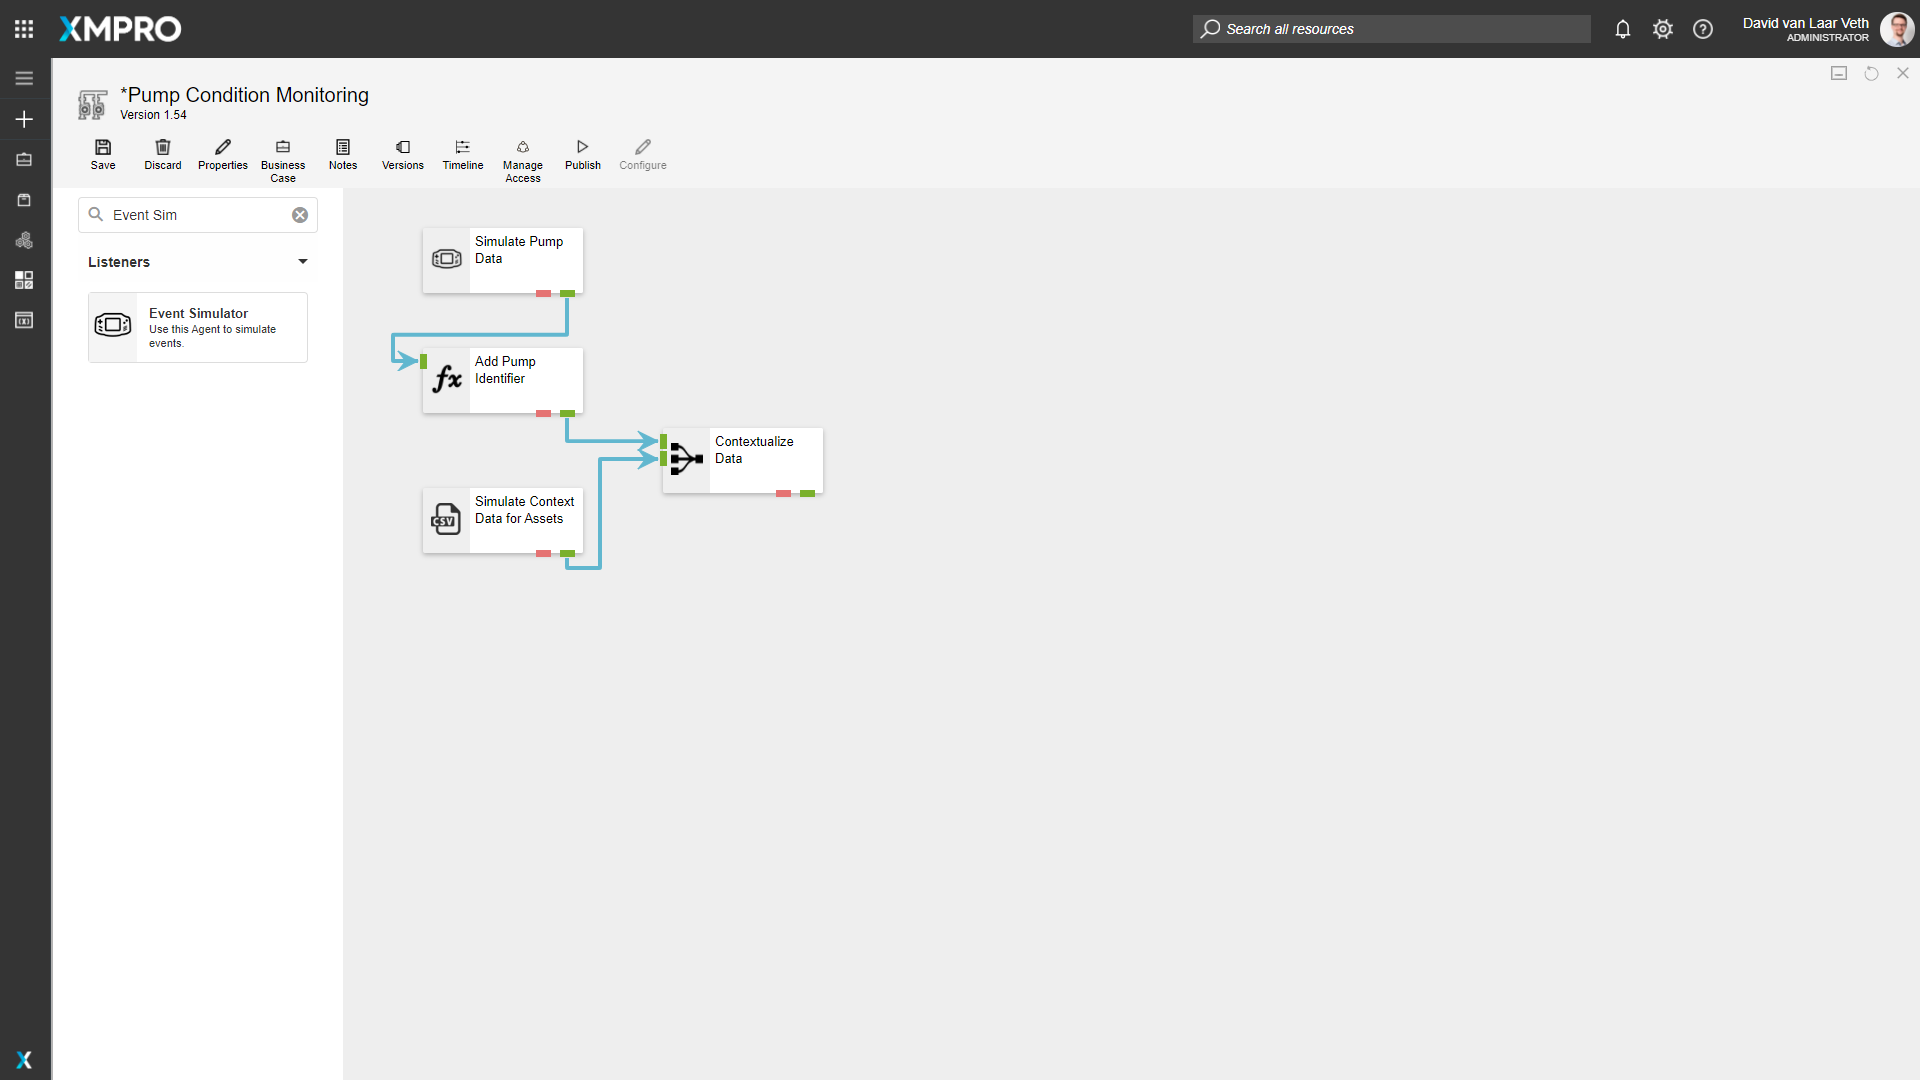 XMPRO
Search all resources
David van Laar Veth
ADMINISTRATOR
*Pump Condition Monitoring
Version 1.54
Save
Discard
Properties
Business
Case
Notes
Versions
Timeline
Manage
Access
Publish
Configure
Event Sim
Listeners
Event Simulator
Use this Agent to simulate
events.
Simulate Pump
Data
fx
Add Pump
Identifier
Contextualize
Data
CSV
Simulate Context
Data for Assets